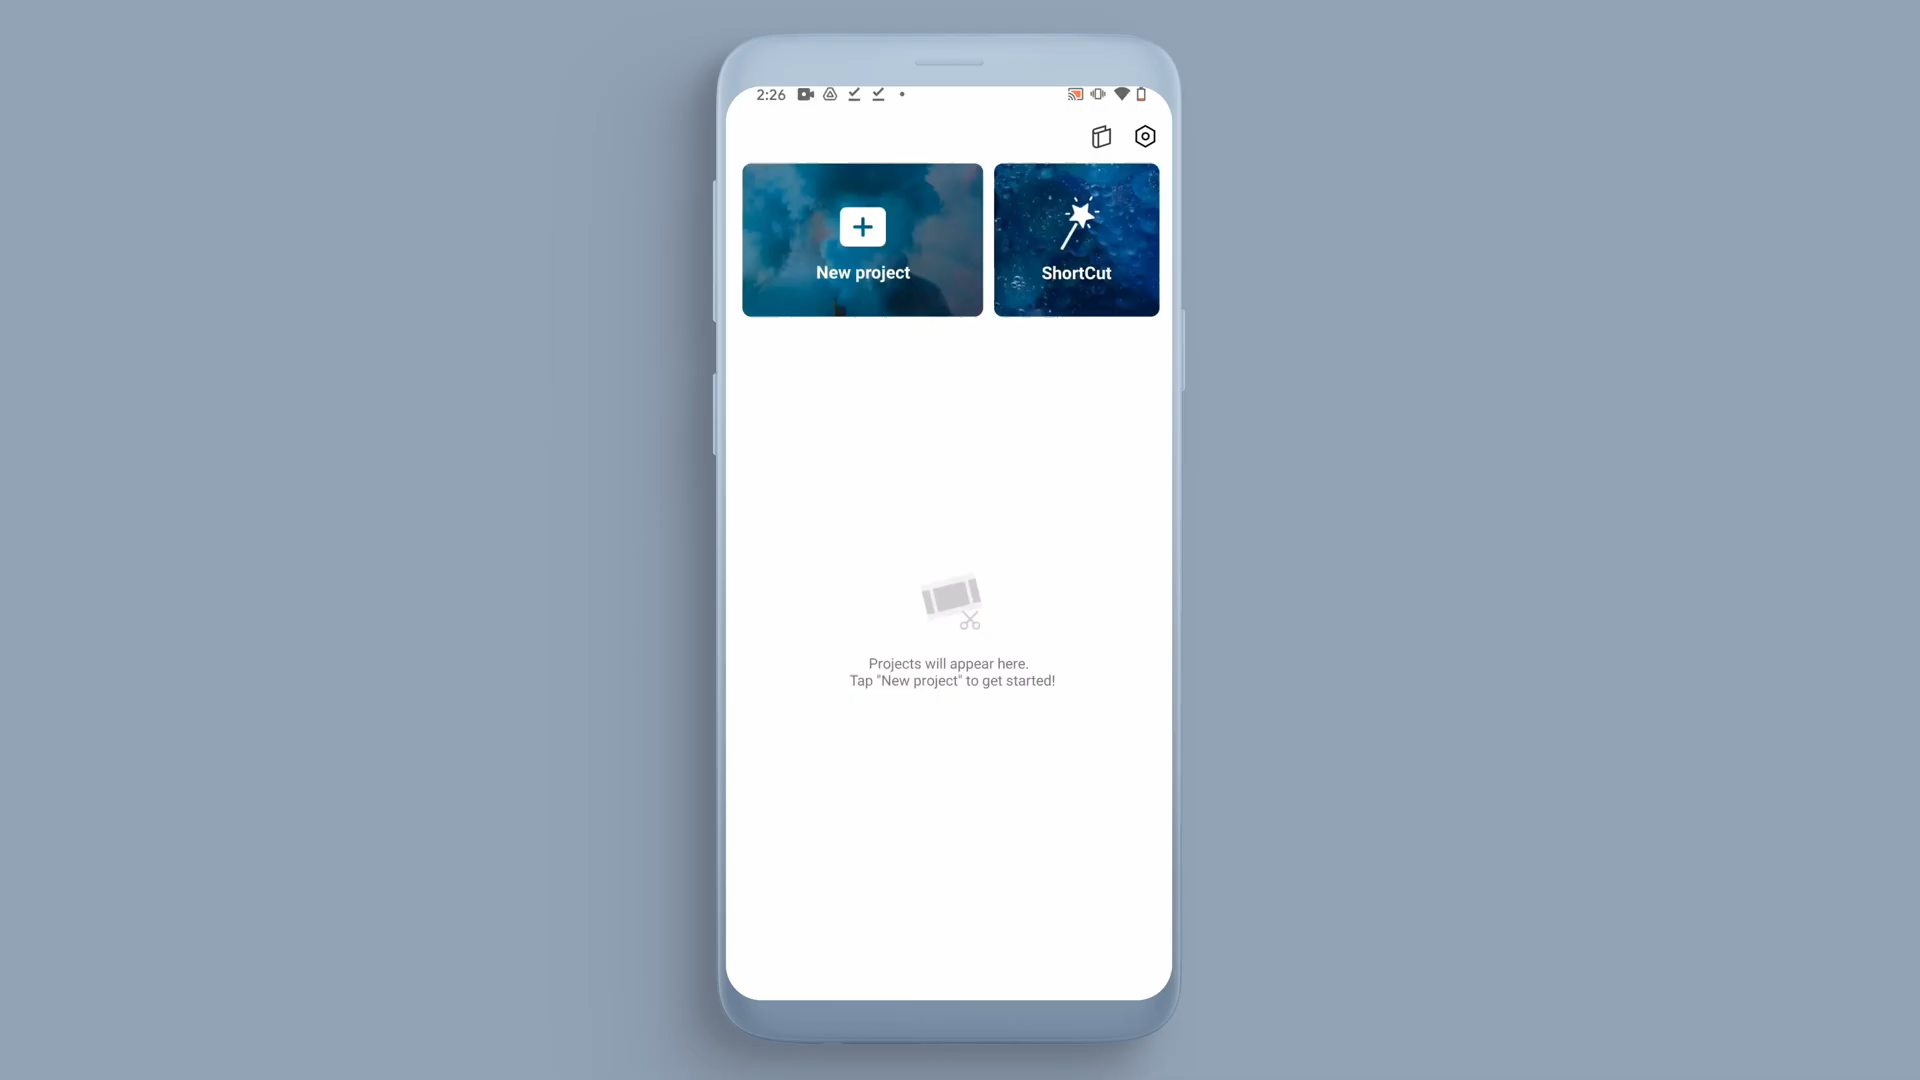 2:26
New project
ShortCut
Projects will appear here.
Tap "New project" to get started!